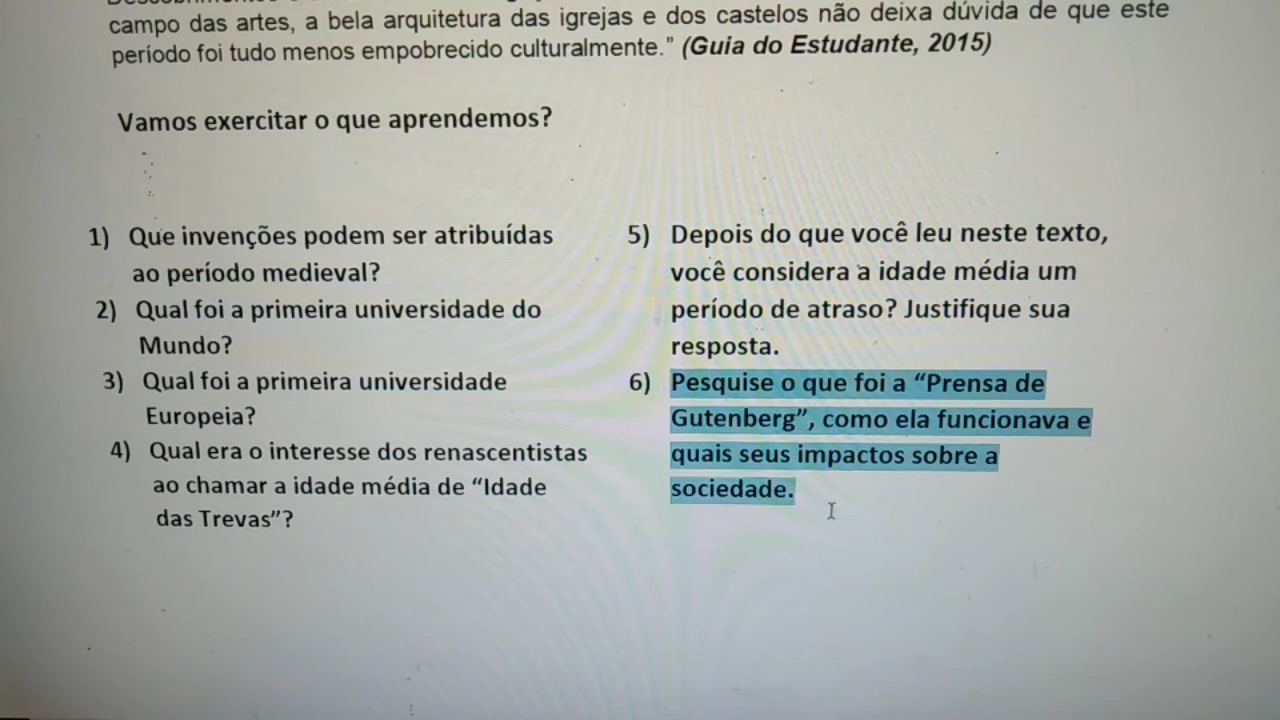 campo das artes, a bela arquitetura das igrejas e dos castelos não deixa dúvida de que este
período foi tudo menos empobrecido culturalmente.” (Guia do Estudante, 2015)
Vamos exercitar o que aprendemos?
1) Que invenções podem ser atribuídas
ao período medieval?
2) Qual foi a primeira universidade do
Mundo?
3) Qual foi a primeira universidade
Europeia?
4) Qual era o interesse dos renascentistas
ao chamar a idade média de “Idade
das Trevas”?
5) Depois do que você leu neste texto,
você considera a idade média um
período de atraso? Justifique sua
resposta.
6) Pesquise o que foi a “Prensa de
Gutenberg”, como ela funcionava e
quais seus impactos sobre a
sociedade.